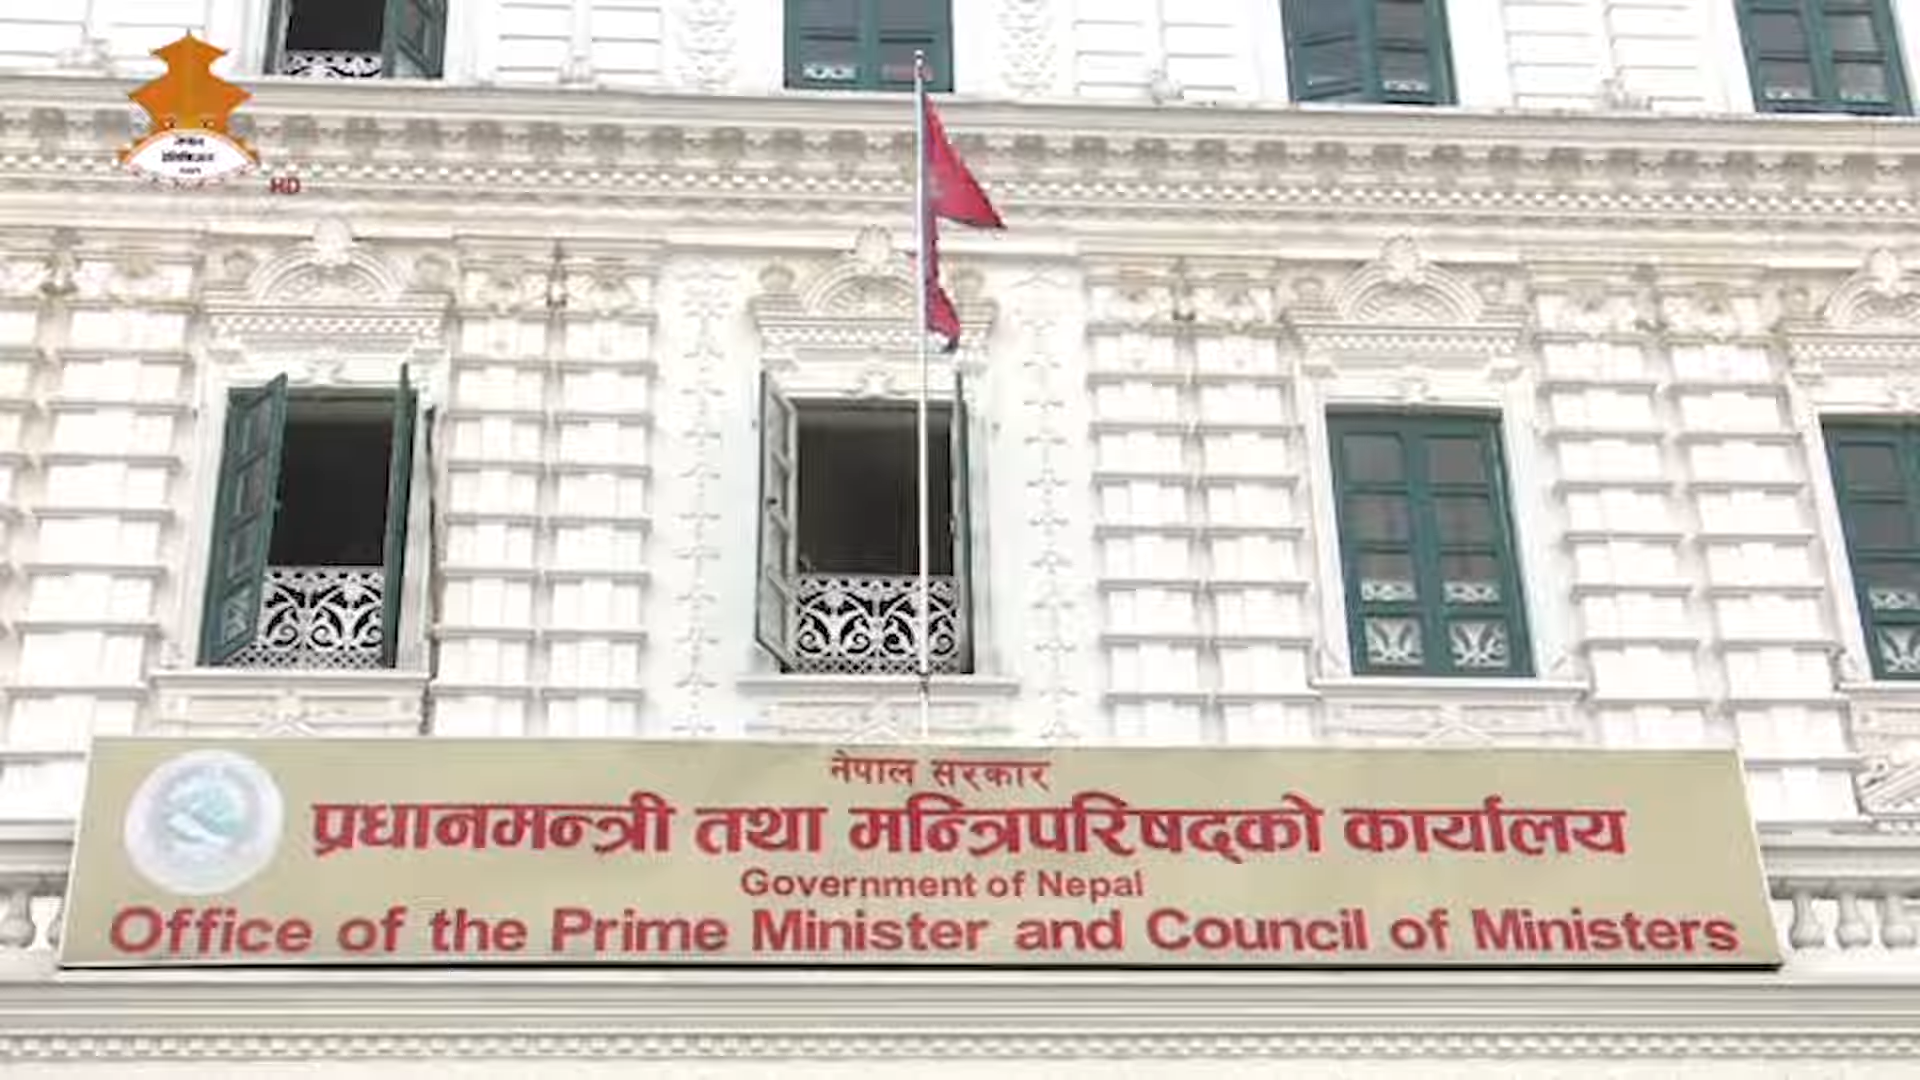 HD
नेपाल सरकार
प्रधानमन्त्री तथा मन्त्रिपरिषद्को कार्यालय
Government of Nepal
Office of the Prime Minister and Council of Ministers